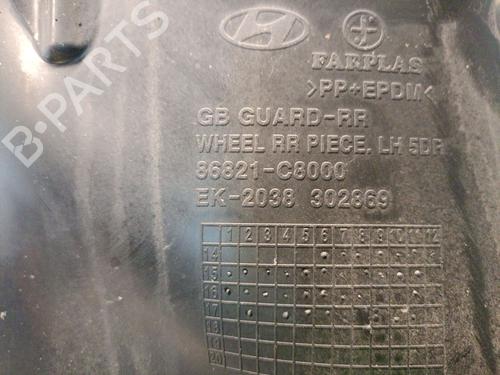 B-PARTS
FARPLAS
>PP+EPDM<
GB GUARD-RR
WHEEL RR PIECE. LH 5DR
86821-C8000
EK-2038 302869
1 2 3 4 5 6 7 8 9 10 11 12
14
15
16
17
18
19
20